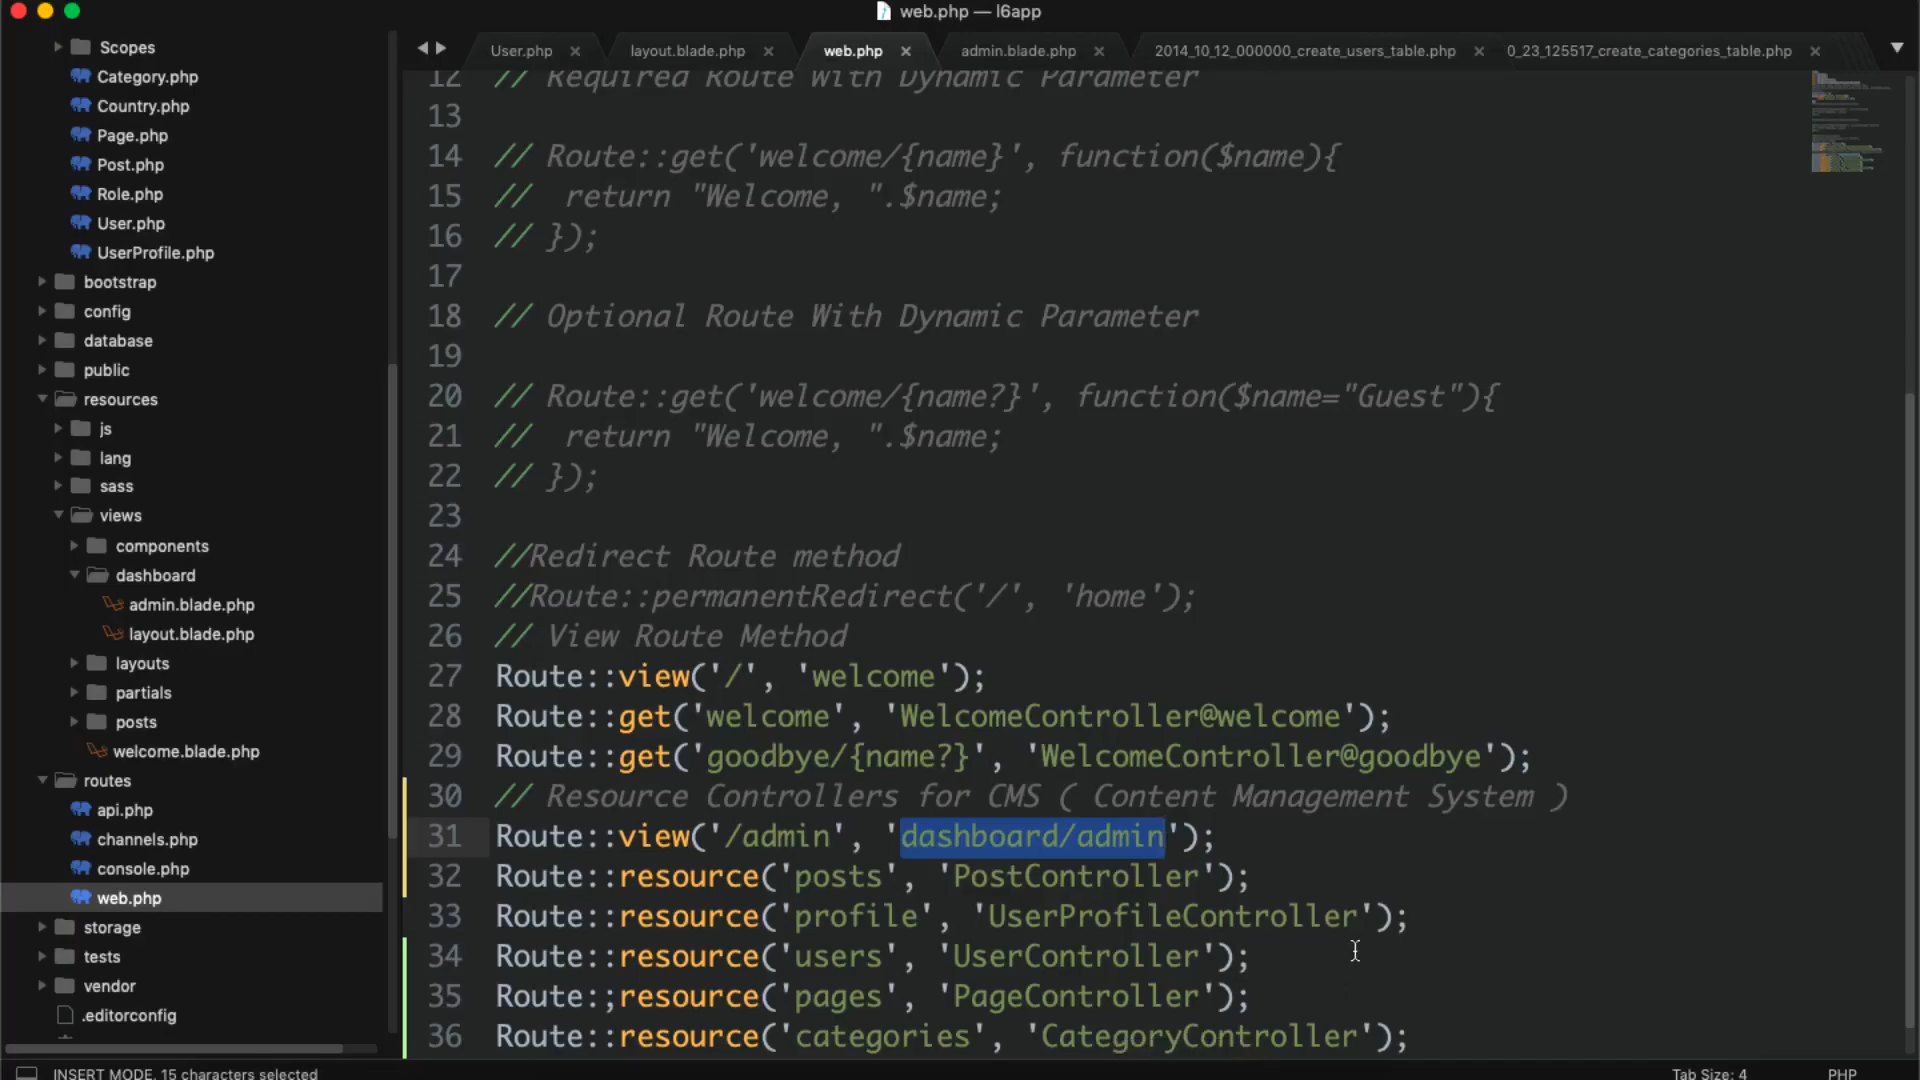 web.php — l6app
User.php
layout.blade.php
web.php
admin.blade.php
2014_10_12_000000_create_users_table.php
0_23_125517_create_categories_table.php
Scopes
Category.php
Country.php
Page.php
Post.php
Role.php
User.php
UserProfile.php
bootstrap
config
database
public
resources
js
lang
sass
views
components
dashboard
admin.blade.php
layout.blade.php
layouts
partials
posts
welcome.blade.php
routes
api.php
channels.php
console.php
web.php
storage
tests
vendor
.editorconfig
12 // Required Route With Dynamic Parameter
13
14 // Route::get('welcome/{name}', function($name){
15 //  return "Welcome, ".$name;
16 // });
17
18 // Optional Route With Dynamic Parameter
19
20 // Route::get('welcome/{name?}', function($name="Guest"){
21 //  return "Welcome, ".$name;
22 // });
23
24 //Redirect Route method
25 //Route::permanentRedirect('/', 'home');
26 // View Route Method
27 Route::view('/', 'welcome');
28 Route::get('welcome', 'WelcomeController@welcome');
29 Route::get('goodbye/{name?}', 'WelcomeController@goodbye');
30 // Resource Controllers for CMS ( Content Management System )
31 Route::view('/admin', 'dashboard/admin');
32 Route::resource('posts', 'PostController');
33 Route::resource('profile', 'UserProfileController');
34 Route::resource('users', 'UserController');
35 Route:;resource('pages', 'PageController');
36 Route::resource('categories', 'CategoryController');
INSERT MODE, 15 characters selected
Tab Size: 4
PHP